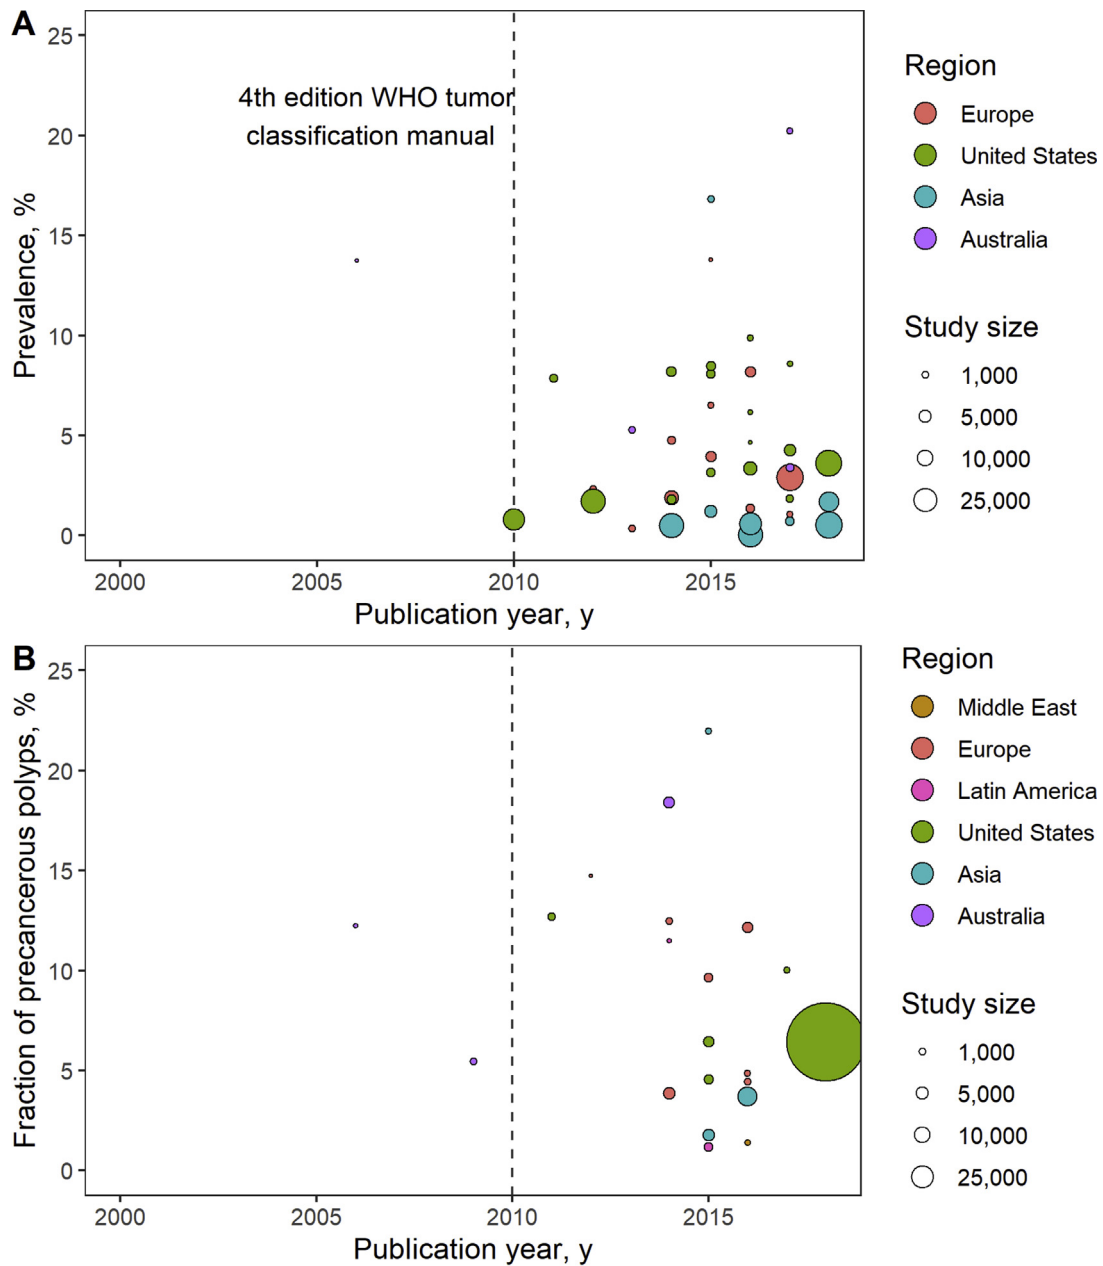 A
25
20
15
10
5
0
Prevalence, %
4th edition WHO tumor
classification manual
2000
2005
2010
2015
Publication year, y
Region
Europe
United States
Asia
Australia
Study size
1,000
5,000
10,000
25,000
B
25
20
15
10
5
0
Fraction of precancerous polyps, %
2000
2005
2010
2015
Publication year, y
Region
Middle East
Europe
Latin America
United States
Asia
Australia
Study size
1,000
5,000
10,000
25,000